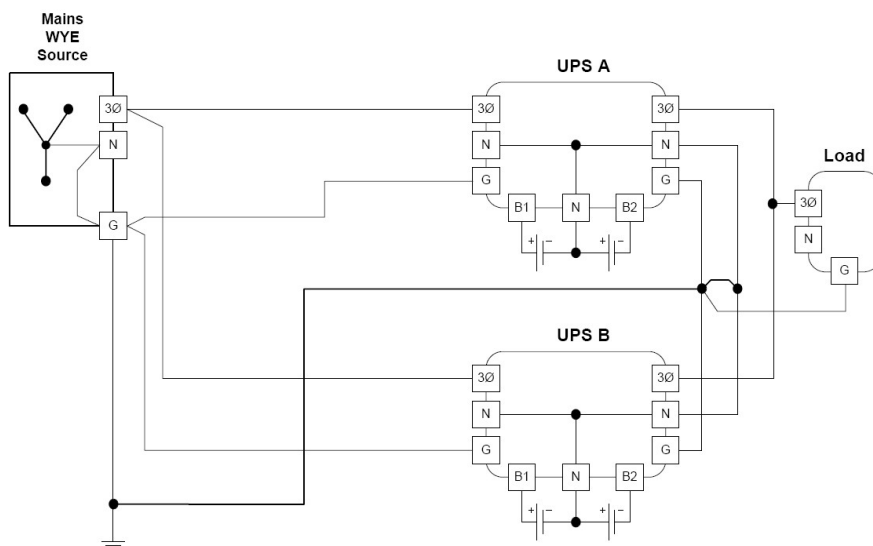 Mains
WYE
Source
3Ø
N
G
UPS A
3Ø
N
G
B1
N
B2
3Ø
N
G
+
−
+
−
Load
3Ø
N
G
UPS B
3Ø
N
G
B1
N
B2
3Ø
N
G
+
−
+
−